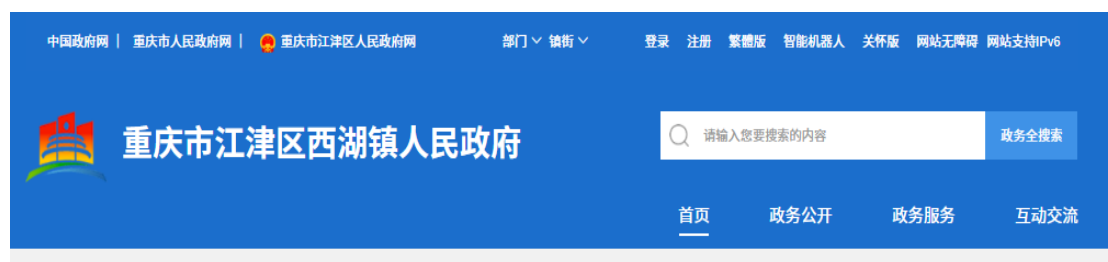 中国政府网 | 重庆市人民政府网 | 重庆市江津区人民政府网 部门 镇街 登录 注册 繁體版 智能机器人 关怀版 网站无障碍 网站支持IPv6
重庆市江津区西湖镇人民政府
请输入您要搜索的内容 政务全搜索
首页 政务公开 政务服务 互动交流